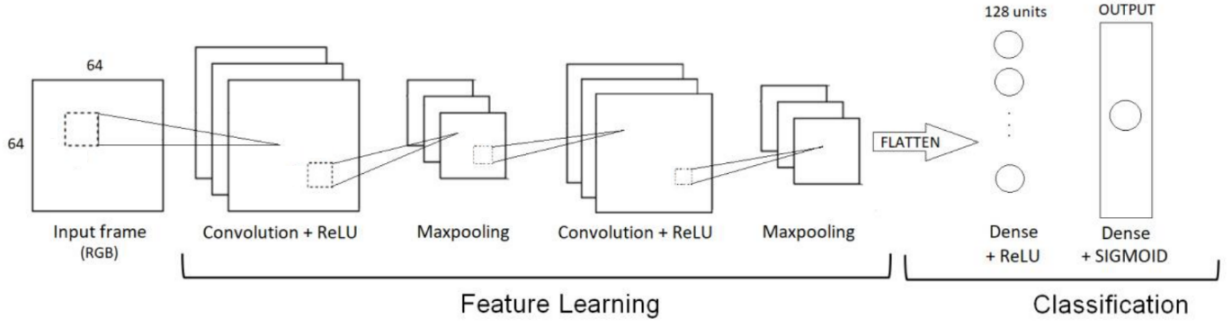 64
64
Input frame
(RGB)
Convolution + ReLU
Maxpooling
Convolution + ReLU
Maxpooling
FLATTEN
128 units
OUTPUT
Dense
+ ReLU
Dense
+ SIGMOID
Feature Learning
Classification